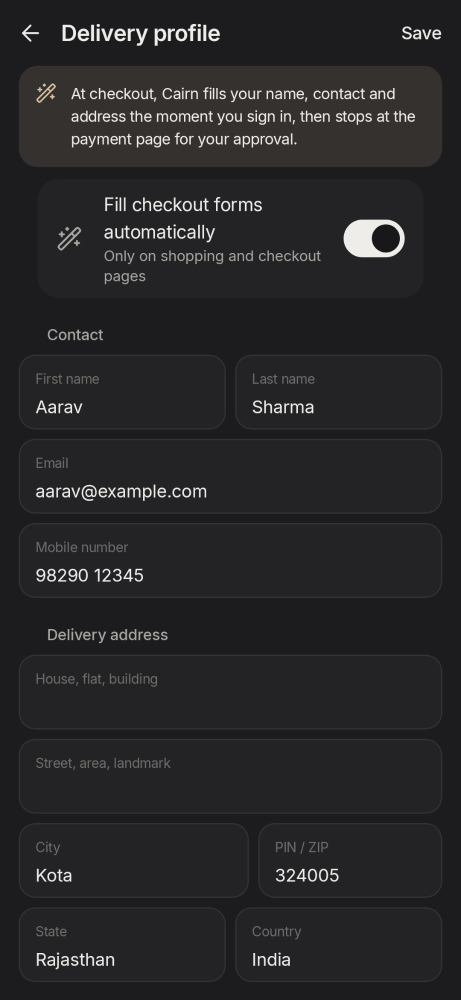 Delivery profile
Save
At checkout, Cairn fills your name, contact and
address the moment you sign in, then stops at the
payment page for your approval.
Fill checkout forms
automatically
Only on shopping and checkout
pages
Contact
First name
Aarav
Last name
Sharma
Email
aarav@example.com
Mobile number
98290 12345
Delivery address
House, flat, building
Street, area, landmark
City
Kota
PIN / ZIP
324005
State
Rajasthan
Country
India